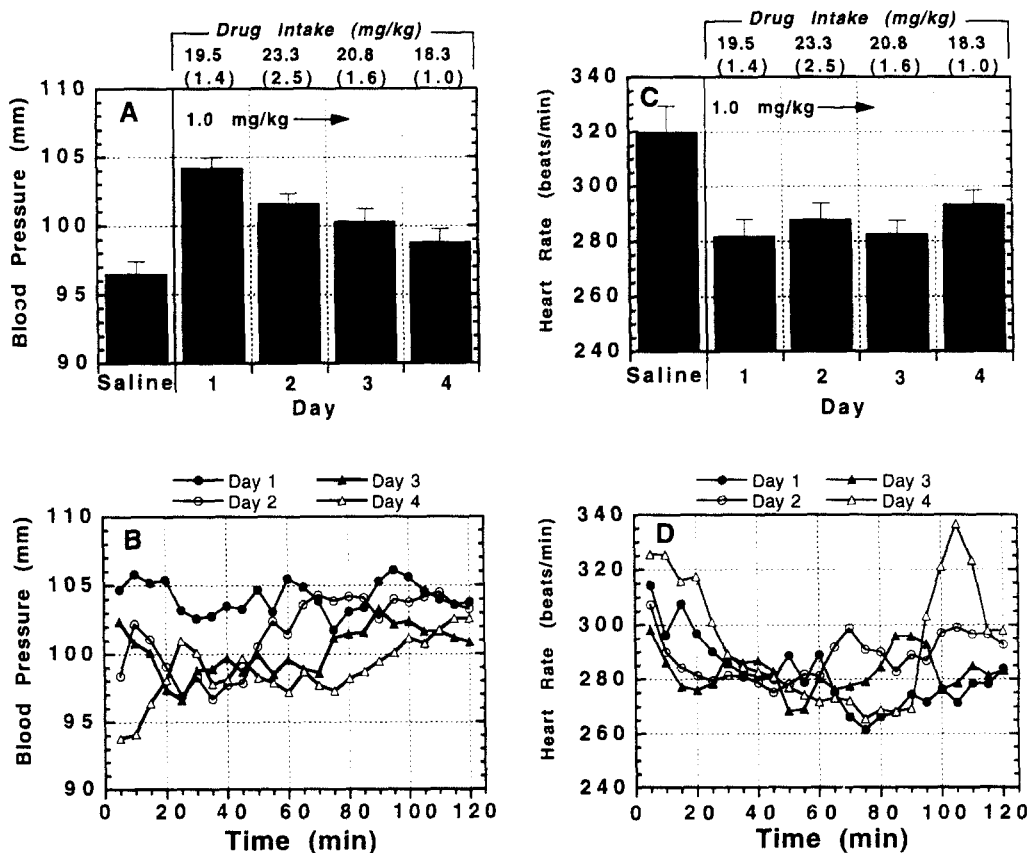 Drug Intake (mg/kg)
19.5 23.3 20.8 18.3
(1.4) (2.5) (1.6) (1.0)
A
1.0 mg/kg
Blood Pressure (mm)
110
105
100
95
90
Saline 1 2 3 4
Day
Drug Intake (mg/kg)
19.5 23.3 20.8 18.3
(1.4) (2.5) (1.6) (1.0)
C
1.0 mg/kg
Heart Rate (beats/min)
340
320
300
280
260
240
Saline 1 2 3 4
Day
Day 1 Day 3
Day 2 Day 4
B
Blood Pressure (mm)
110
105
100
95
90
0 20 40 60 80 100 120
Time (min)
Day 1 Day 3
Day 2 Day 4
D
Heart Rate (beats/min)
340
320
300
280
260
240
0 20 40 60 80 100 120
Time (min)